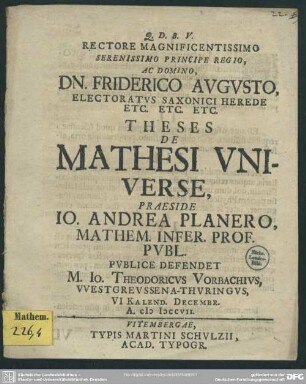 Q. D. B. V.
RECTORE MAGNIFICENTISSIMO
SERENISSIMO PRINCIPE REGIO,
AC DOMINO,
DN. FRIDERICO AVGVSTO,
ELECTORATVS SAXONICI HEREDE
ETC. ETC. ETC.
THESES
DE
MATHESI VNI-
VERSE,
PRAESIDE
IO. ANDREA PLANERO,
MATHEM. INFER. PROF.
PVBL.
PVBLICE DEFENDET
M. IO. THEODORICVS VORBACHIVS,
VVESTGREVSSENA-THVRINGVS,
VI KALEND. DECEMBR.
A. cIɔ Iɔccvii.
VITEMBERGAE,
TYPIS MARTINI SCHVLZII,
ACAD. TYPOGR.
Mathem.
226,4